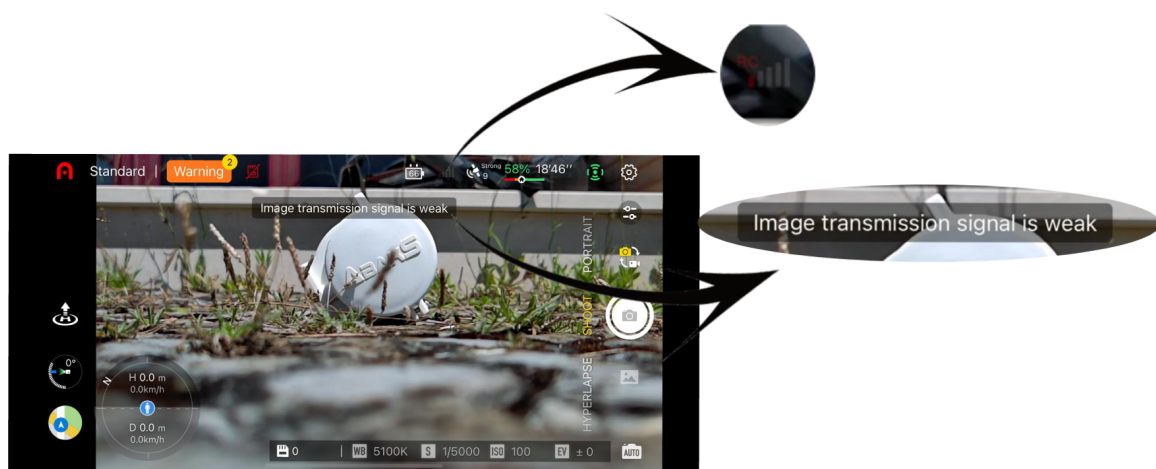 RC
Standard | Warning 2
66
Strong
9
58% 18'46''
Image transmission signal is weak
Image transmission signal is weak
PORTRAIT
SHOOT
HYPERLAPSE
0°
N
H 0.0 m
0.0km/h
D 0.0 m
0.0km/h
0 | WB 5100K S 1/5000 ISO 100 EV ± 0
AUTO